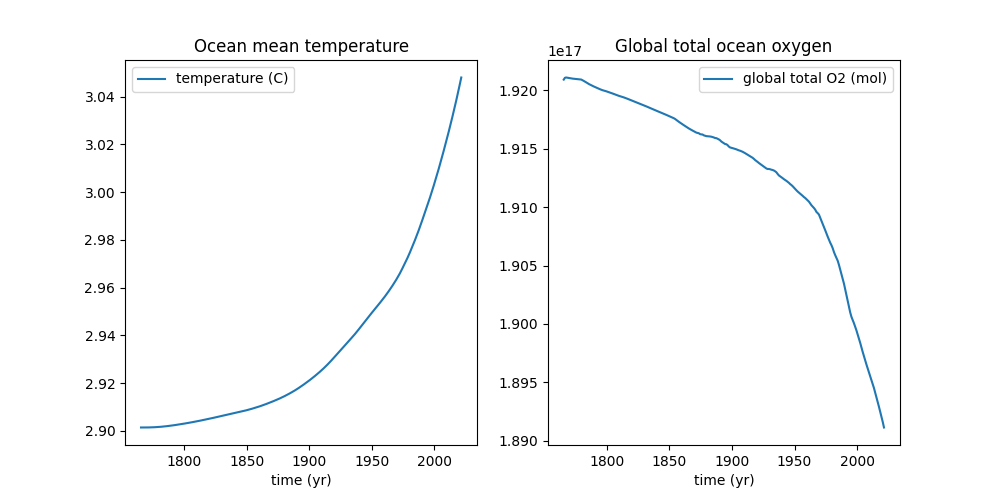 Ocean mean temperature
temperature (C)
3.04
3.02
3.00
2.98
2.96
2.94
2.92
2.90
1800 1850 1900 1950 2000
time (yr)
Global total ocean oxygen
1e17
global total O2 (mol)
1.920
1.915
1.910
1.905
1.900
1.895
1.890
1800 1850 1900 1950 2000
time (yr)